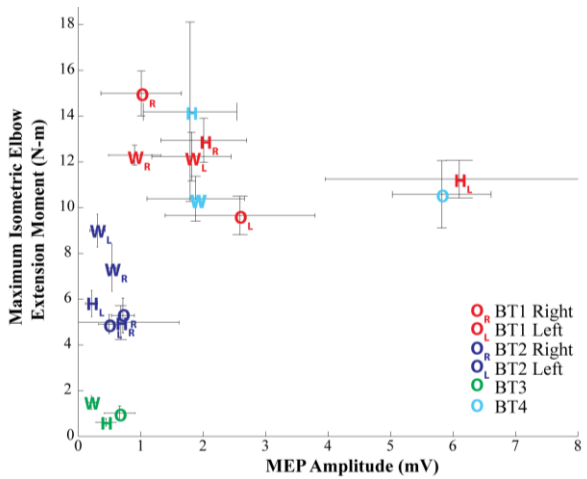 Maximum Isometric Elbow
Extension Moment (N-m)
18
16
14
12
10
8
6
4
2
0
O R
H
H R
W R
W L
W
O L
H L
O
W L
W R
H L
O R
O L
H R
W
O
H
O R BT1 Right
O L BT1 Left
O R BT2 Right
O L BT2 Left
O BT3
O BT4
0 1 2 3 4 5 6 7 8
MEP Amplitude (mV)